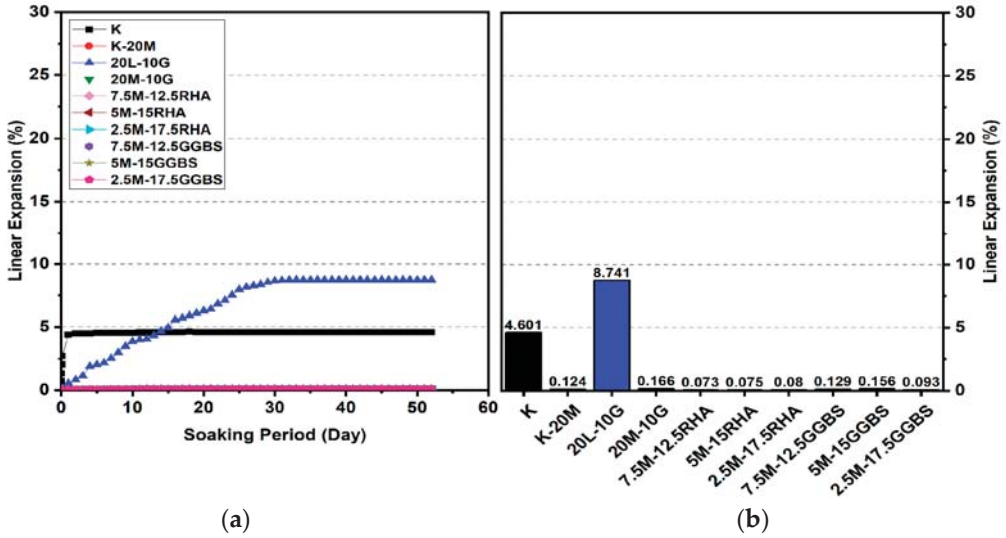 30
25
20
15
10
5
0
Linear Expansion (%)
K
K-20M
20L-10G
20M-10G
7.5M-12.5RHA
5M-15RHA
2.5M-17.5RHA
7.5M-12.5GGBS
5M-15GGBS
2.5M-17.5GGBS
0
10
20
30
40
50
60
Soaking Period (Day)
(a)
4.601
0.124
8.741
0.166
0.073
0.075
0.08
0.129
0.156
0.093
K
K-20M
20L-10G
20M-10G
7.5M-12.5RHA
5M-15RHA
2.5M-17.5RHA
7.5M-12.5GGBS
5M-15GGBS
2.5M-17.5GGBS
30
25
20
15
10
5
0
Linear Expansion (%)
(b)